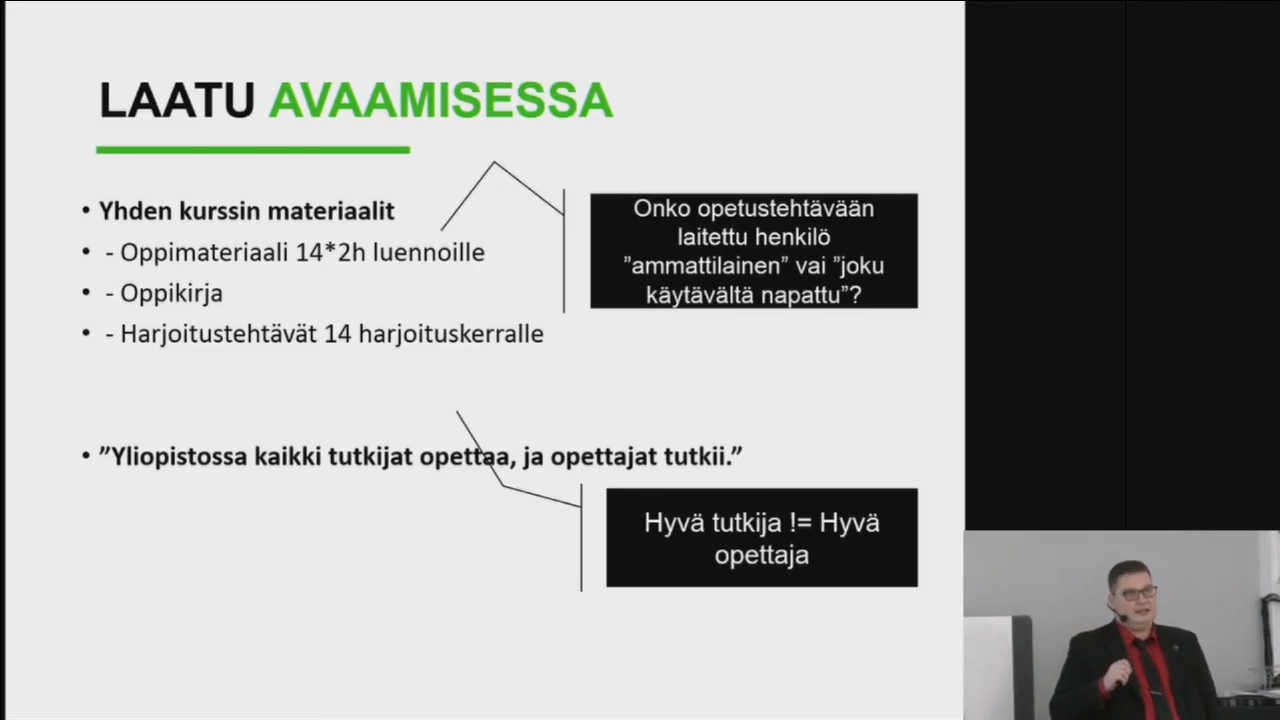 LAATU AVAAMISESSA
• Yhden kurssin materiaalit
• - Oppimateriaali 14*2h luennoille
• - Oppikirja
• - Harjoitustehtävät 14 harjoituskerralle
Onko opetustehtävään
laitettu henkilö
”ammattilainen” vai ”joku
käytävältä napattu”?
• ”Yliopistossa kaikki tutkijat opettaa, ja opettajat tutkii.”
Hyvä tutkija != Hyvä
opettaja